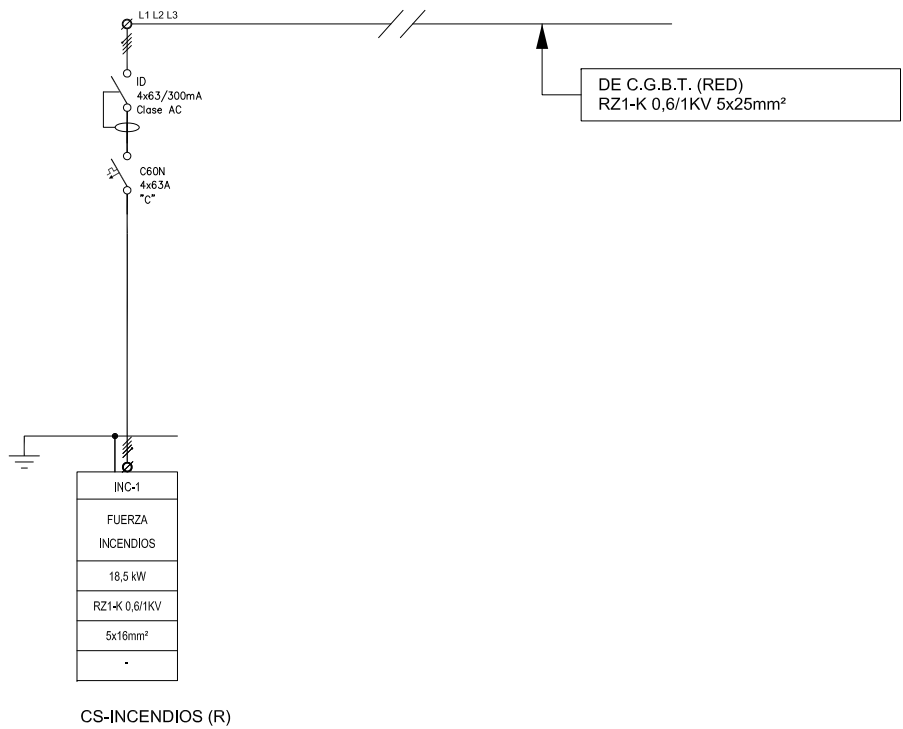 L1 L2 L3
ID
4x63/300mA
Clase AC
C60N
4x63A
"C"
DE C.G.B.T. (RED)
RZ1-K 0,6/1KV 5x25mm²
INC-1
FUERZA
INCENDIOS
18,5 kW
RZ1-K 0,6/1KV
5x16mm²
-
CS-INCENDIOS (R)